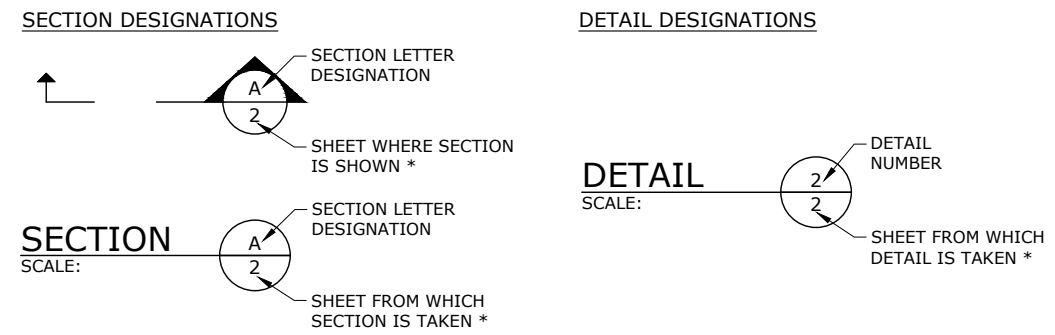 SECTION DESIGNATIONS
SECTION LETTER
DESIGNATION
A
2
SHEET WHERE SECTION
IS SHOWN *
SECTION
SCALE:
A
2
SECTION LETTER
DESIGNATION
SHEET FROM WHICH
SECTION IS TAKEN *
DETAIL DESIGNATIONS
DETAIL
SCALE:
2
2
DETAIL
NUMBER
SHEET FROM WHICH
DETAIL IS TAKEN *